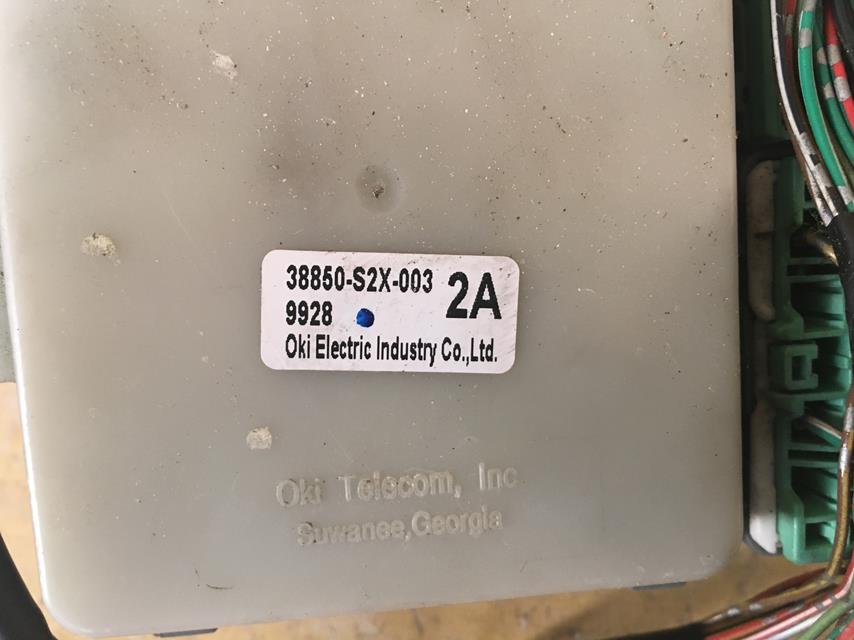 38850-S2X-003 2A
9928
Oki Electric Industry Co.,Ltd.
Oki Telecom, Inc
Suwanee,Georgia